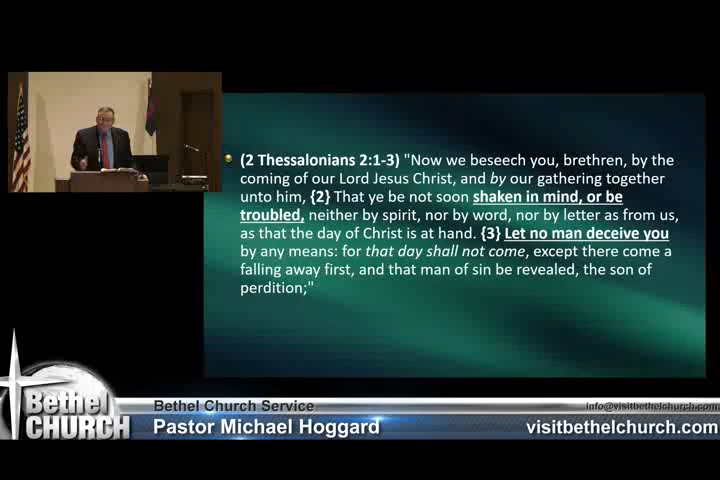 (2 Thessalonians 2:1-3) "Now we beseech you, brethren, by the
coming of our Lord Jesus Christ, and by our gathering together
unto him, {2} That ye be not soon shaken in mind, or be
troubled, neither by spirit, nor by word, nor by letter as from us,
as that the day of Christ is at hand. {3} Let no man deceive you
by any means: for that day shall not come, except there come a
falling away first, and that man of sin be revealed, the son of
perdition;"
Bethel
CHURCH
Bethel Church Service
info@visitbethelchurch.com
Pastor Michael Hoggard
visitbethelchurch.com